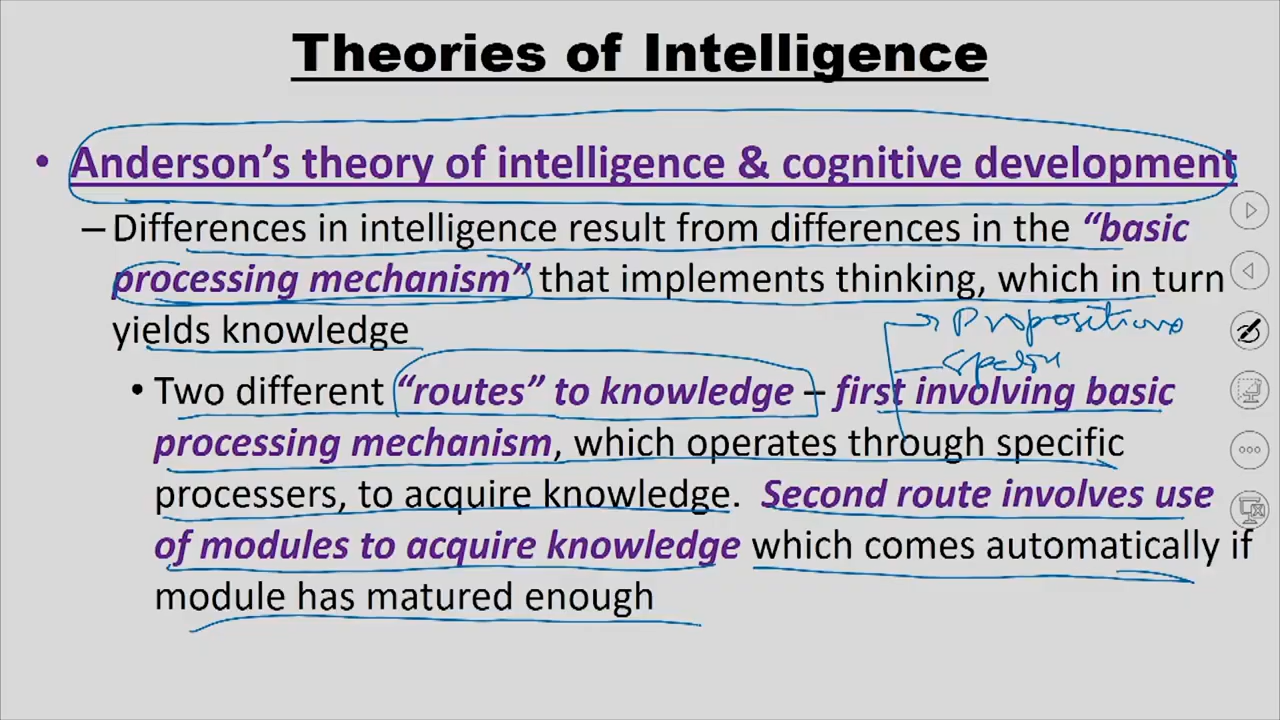 Theories of Intelligence
• Anderson's theory of intelligence & cognitive development
– Differences in intelligence result from differences in the "basic
processing mechanism" that implements thinking, which in turn
yields knowledge
Propositions
• Two different "routes" to knowledge – first involving basic
processing mechanism, which operates through specific
processers, to acquire knowledge. Second route involves use
of modules to acquire knowledge which comes automatically if
module has matured enough